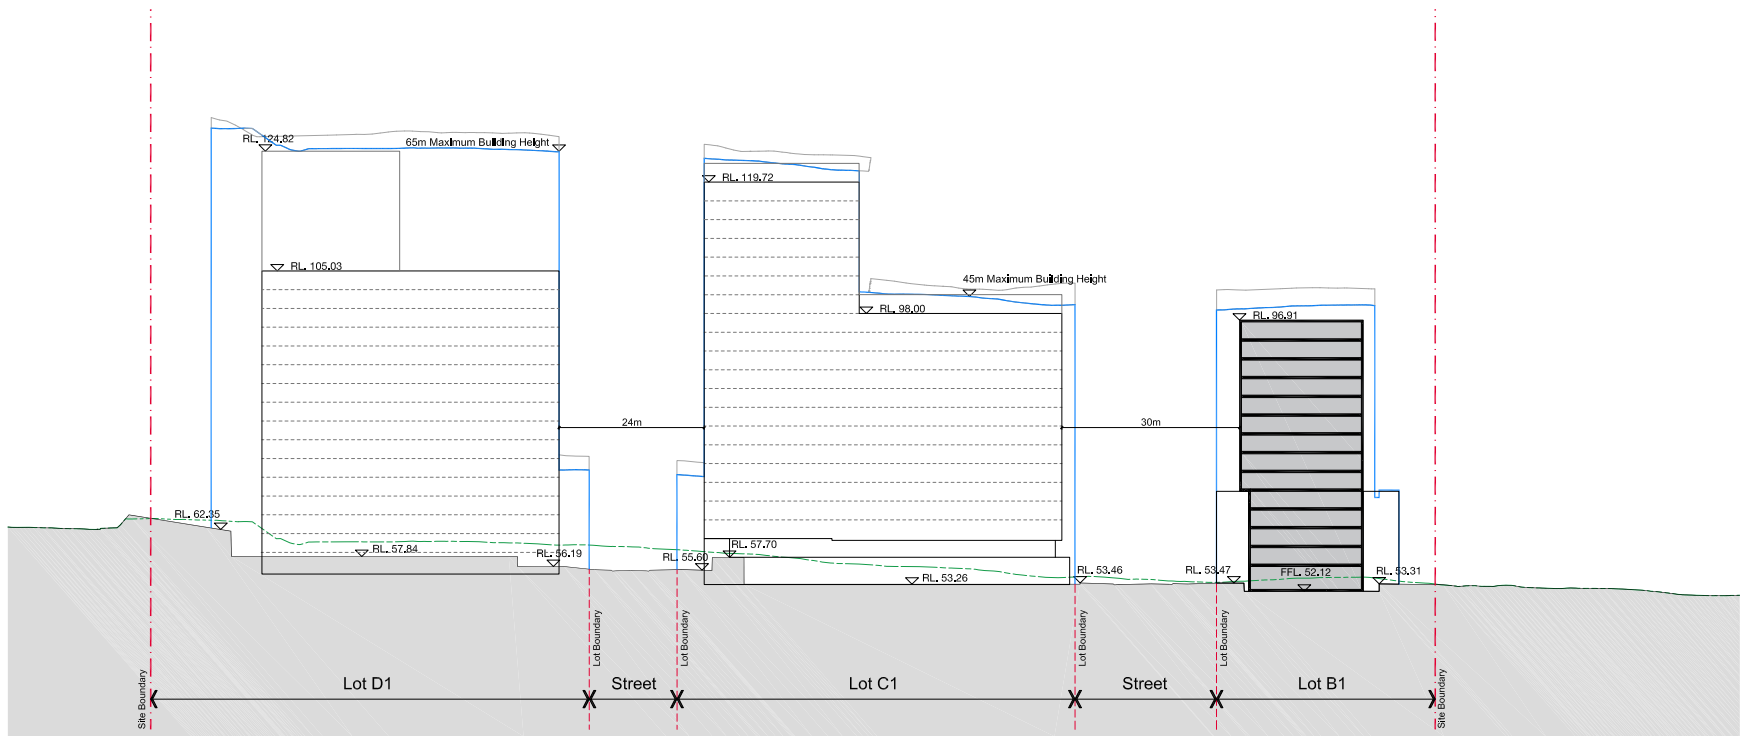 RL. 124.82
65m Maximum Building Height
RL. 119.72
RL. 105.03
45m Maximum Building Height
RL. 98.00
RL. 96.91
24m
30m
RL. 62.35
RL. 57.84
RL. 56.19
RL. 55.60
RL. 57.70
RL. 53.26
RL. 53.46
RL. 53.47
FFL. 52.12
RL. 53.31
Lot Boundary
Lot Boundary
Lot Boundary
Lot Boundary
Site Boundary
Lot D1
Street
Lot C1
Street
Lot B1
Site Boundary